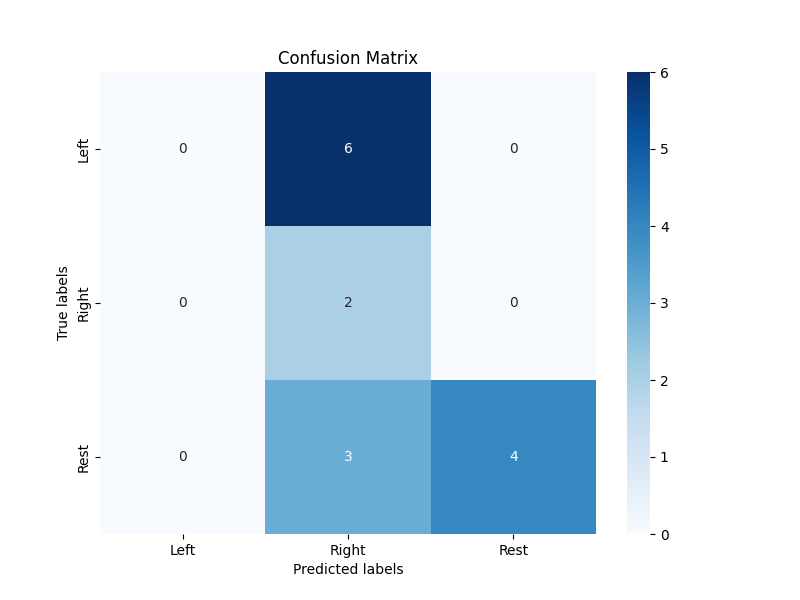 Confusion Matrix
True labels
Left
0 6 0
Right
0 2 0
Rest
0 3 4
Left Right Rest
Predicted labels
6
5
4
3
2
1
0